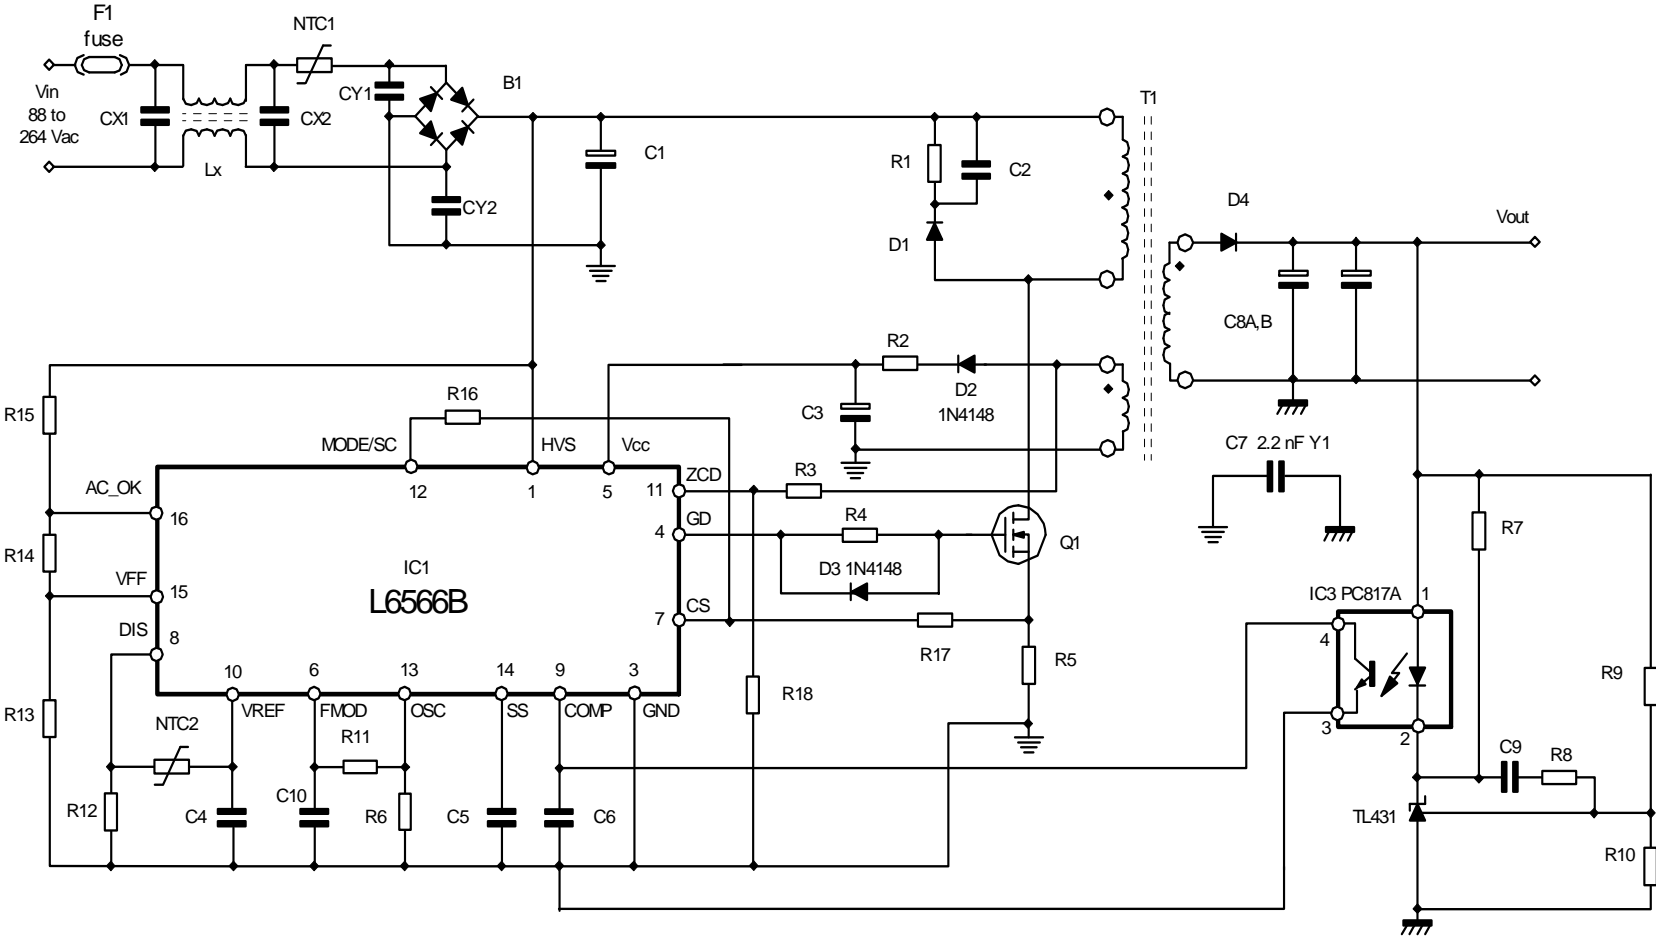 F1
fuse
NTC1
Vin
88 to
264 Vac
CX1
Lx
CX2
CY1
B1
CY2
C1
R1
C2
D1
T1
D4
Vout
C8A,B
R2
D2
1N4148
C3
C7 2.2 nF Y1
R15
R16
MODE/SC
HVS
Vcc
12
1
5
AC_OK
16
R14
VFF
15
DIS
8
IC1
L6566B
ZCD
11
R3
GD
4
R4
D3 1N4148
Q1
CS
7
R17
R5
R18
10
6
13
14
9
3
VREF
FMOD
OSC
SS
COMP
GND
R13
NTC2
R11
R12
C4
C10
R6
C5
C6
R7
IC3 PC817A
1
4
3
2
R9
C9
R8
TL431
R10